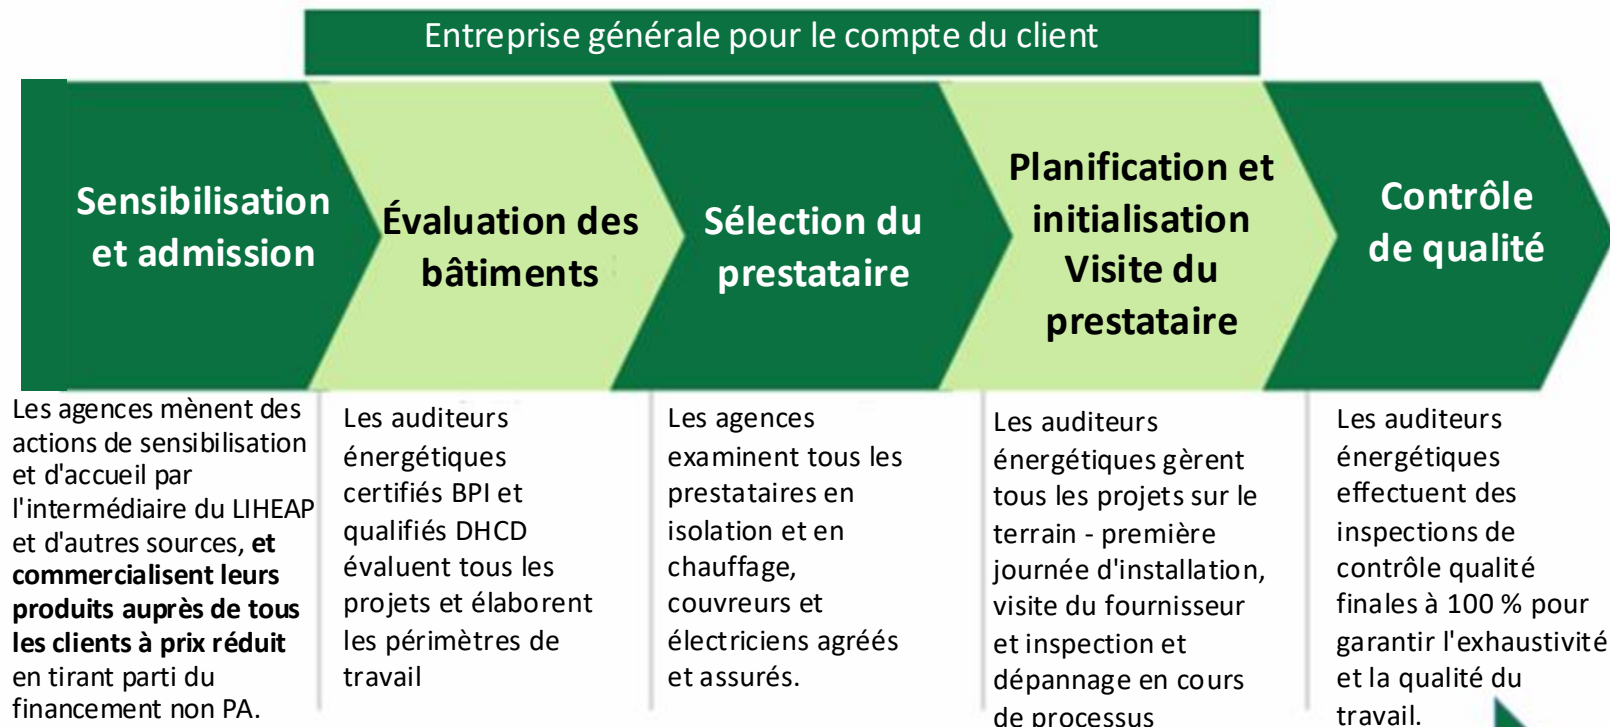 Entreprise générale pour le compte du client
Sensibilisation
et admission
Évaluation des
bâtiments
Sélection du
prestataire
Planification et
initialisation
Visite du
prestataire
Contrôle
de qualité
Les agences mènent des
actions de sensibilisation
et d'accueil par
l'intermédiaire du LIHEAP
et d'autres sources, et
commercialisent leurs
produits auprès de tous
les clients à prix réduit
en tirant parti du
financement non PA.
Les auditeurs
énergétiques
certifiés BPI et
qualifiés DHCD
évaluent tous les
projets et élaborent
les périmètres de
travail
Les agences
examinent tous les
prestataires en
isolation et en
chauffage,
couvreurs et
électriciens agréés
et assurés.
Les auditeurs
énergétiques gèrent
tous les projets sur le
terrain - première
journée d'installation,
visite du fournisseur
et inspection et
dépannage en cours
de processus
Les auditeurs
énergétiques
effectuent des
inspections de
contrôle qualité
finales à 100 % pour
garantir l'exhaustivité
et la qualité du
travail.